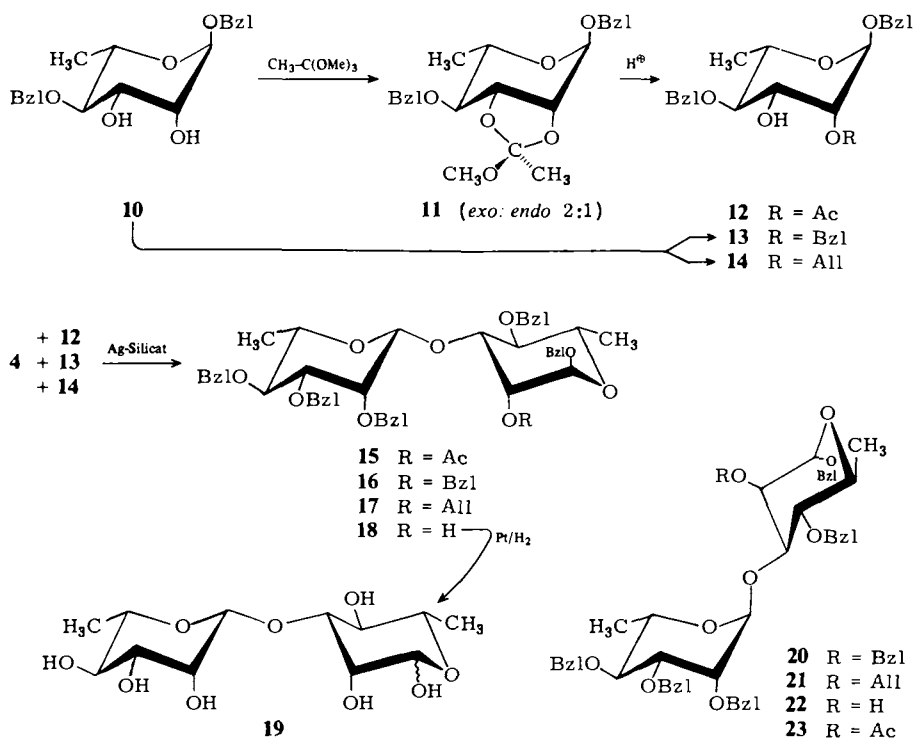 OBzl
H₃C
O
BzlO
OH
OH
10
CH₃–C(OMe)₃
OBzl
H₃C
O
BzlO
O
O
C
CH₃O
CH₃
11 (exo: endo 2:1)
H⊕
OBzl
H₃C
O
BzlO
OH
OR
12 R = Ac
13 R = Bzl
14 R = All
4 + 12
+ 13
+ 14
Ag-Silicat
H₃C
O
O
OBzl
CH₃
BzlO
BzlO
BzlO
OBzl
OR
O
15 R = Ac
16 R = Bzl
17 R = All
18 R = H
Pt/H₂
H₃C
O
O
OH
CH₃
HO
OH
OH
OH
OH
O
19
O
CH₃
RO
O
Bzl
OBzl
O
H₃C
O
BzlO
OBzl
OBzl
20 R = Bzl
21 R = All
22 R = H
23 R = Ac